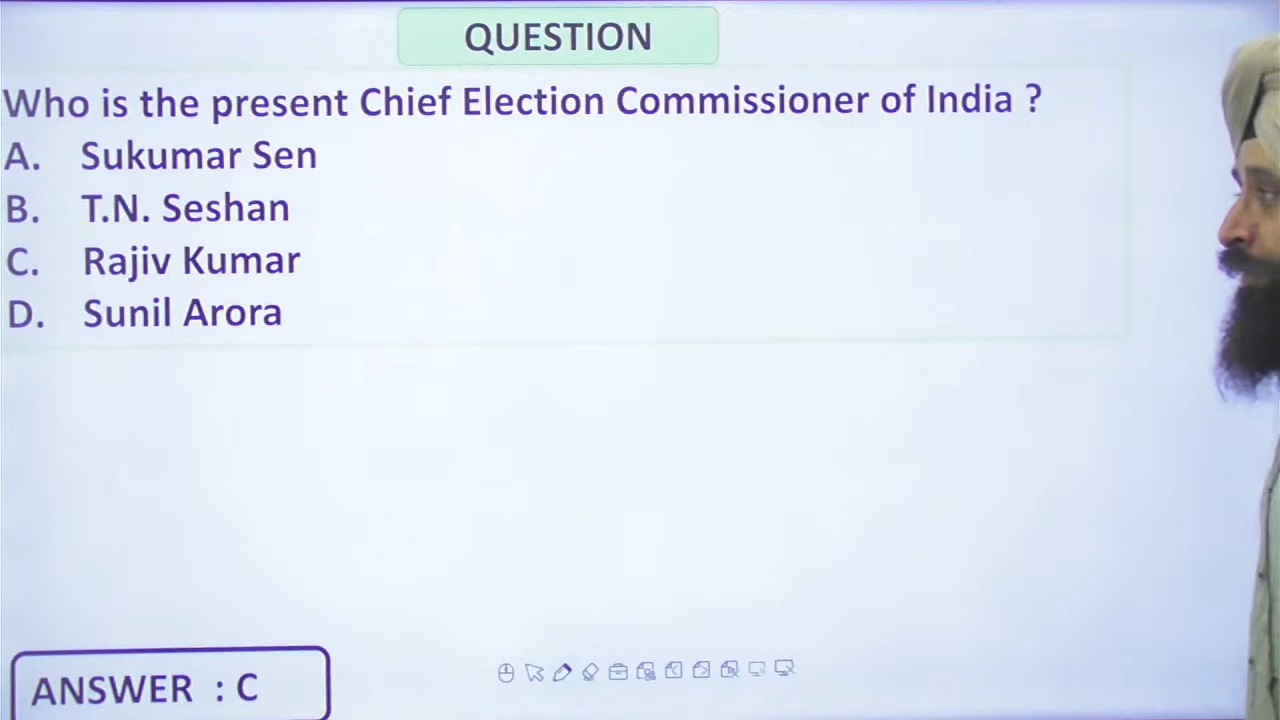 QUESTION
Who is the present Chief Election Commissioner of India ?
A. Sukumar Sen
B. T.N. Seshan
C. Rajiv Kumar
D. Sunil Arora
ANSWER : C